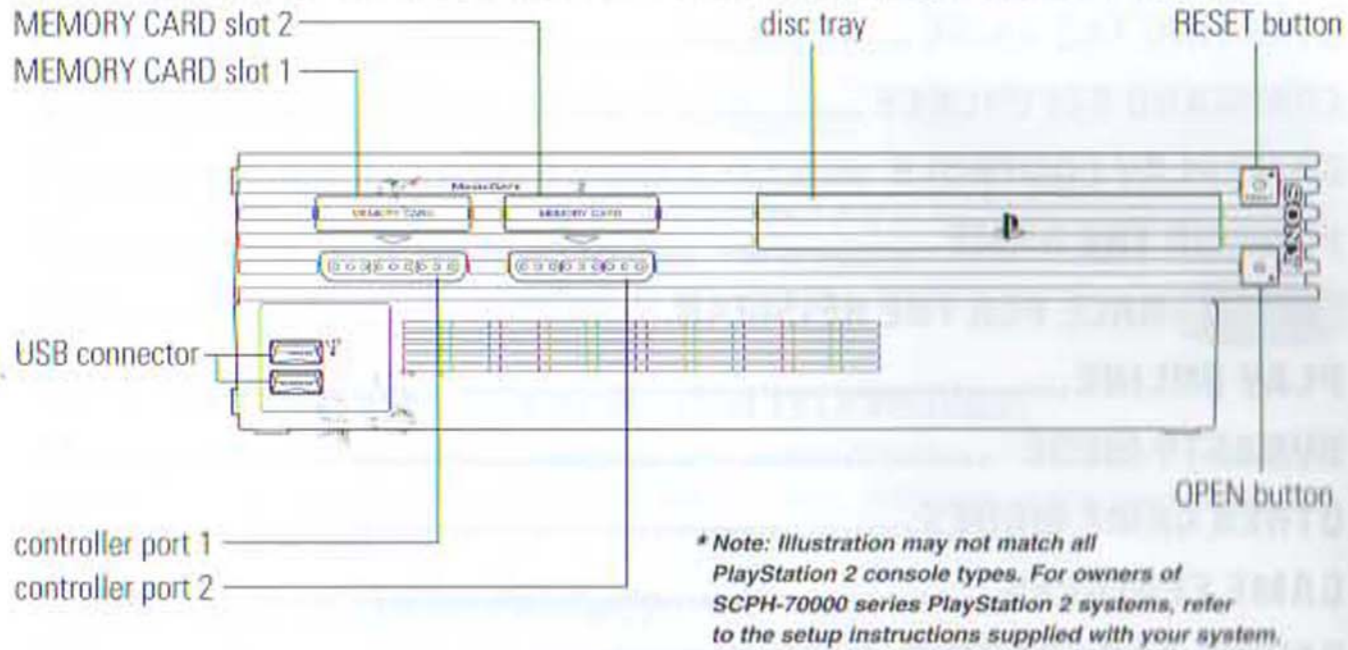 MEMORY CARD slot 2
MEMORY CARD slot 1
disc tray
RESET button
MEMORY CARD
MEMORY CARD
SONY
USB connector
OPEN button
controller port 1
controller port 2
* Note: Illustration may not match all
PlayStation 2 console types. For owners of
SCPH-70000 series PlayStation 2 systems, refer
to the setup instructions supplied with your system.